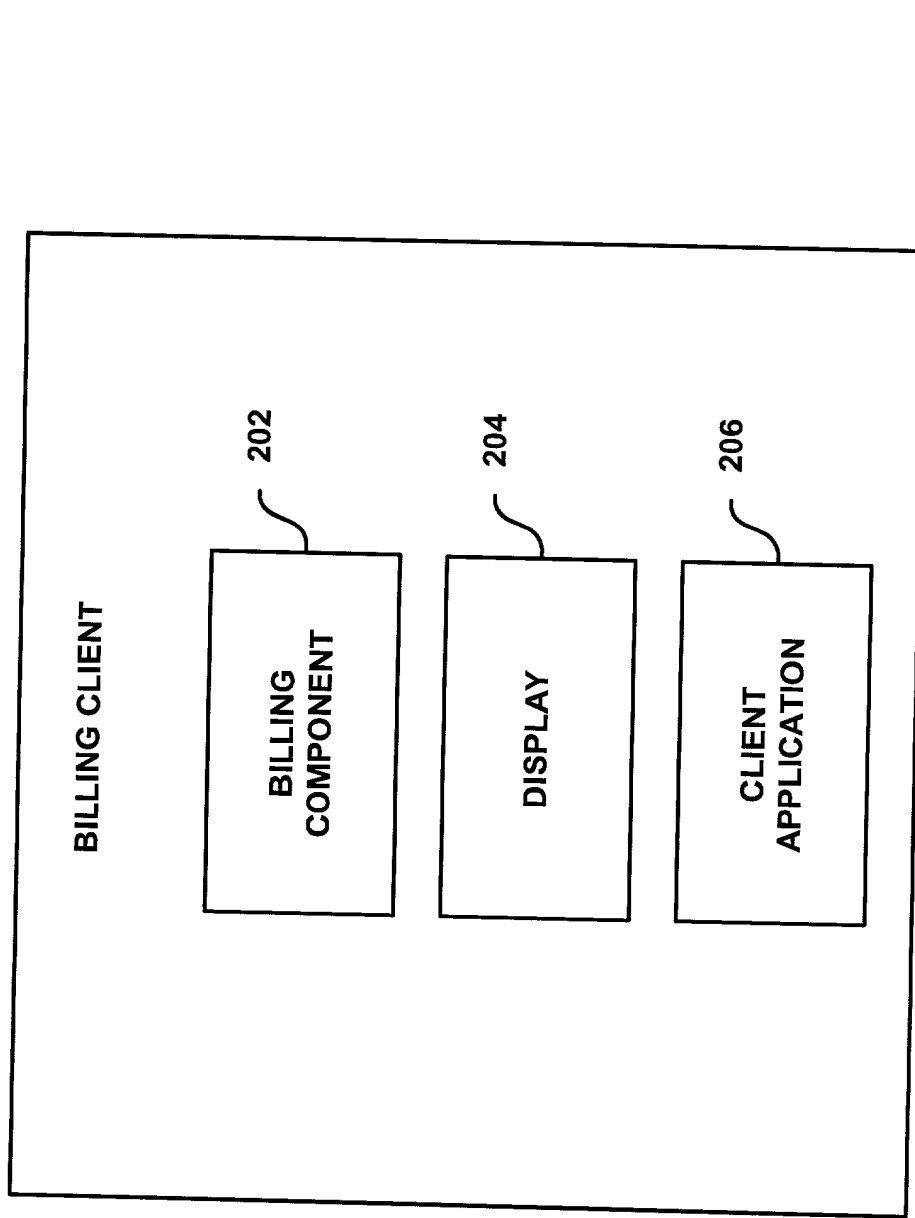 BILLING CLIENT
BILLING
COMPONENT
202
DISPLAY
204
CLIENT
APPLICATION
206